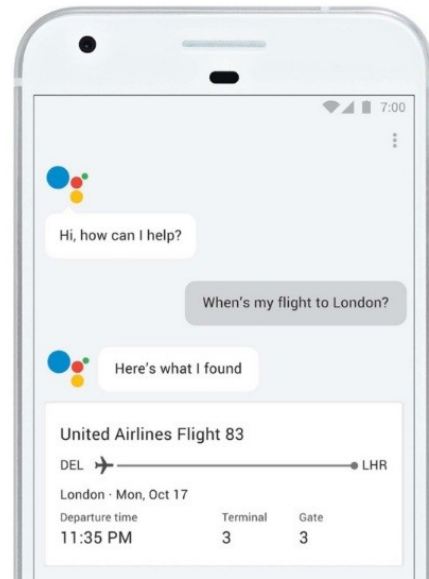 7:00
Hi, how can I help?
When's my flight to London?
Here's what I found
United Airlines Flight 83
DEL LHR
London · Mon, Oct 17
Departure time Terminal Gate
11:35 PM 3 3